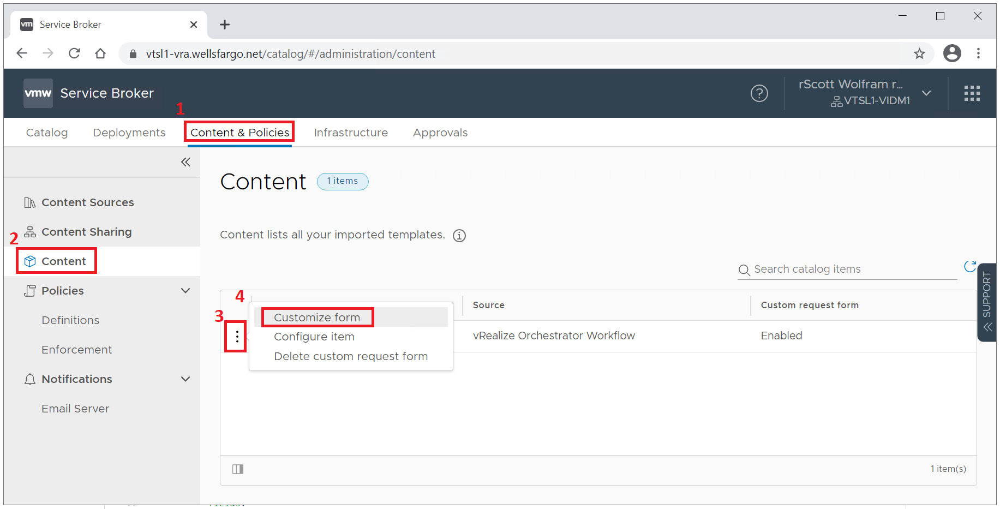 vm Service Broker
vtsl1-vra.wellsfargo.net/catalog/#/administration/content
vmw Service Broker
rScott Wolfram r...
VTSL1-VIDM1
1
Catalog Deployments Content & Policies Infrastructure Approvals
Content 1 items
Content Sources
Content Sharing
2
Content
Policies
Definitions
Enforcement
Notifications
Email Server
Content lists all your imported templates.
Search catalog items
SUPPORT
4
Source Custom request form
3
Customize form
Configure item
Delete custom request form
vRealize Orchestrator Workflow Enabled
1 item(s)